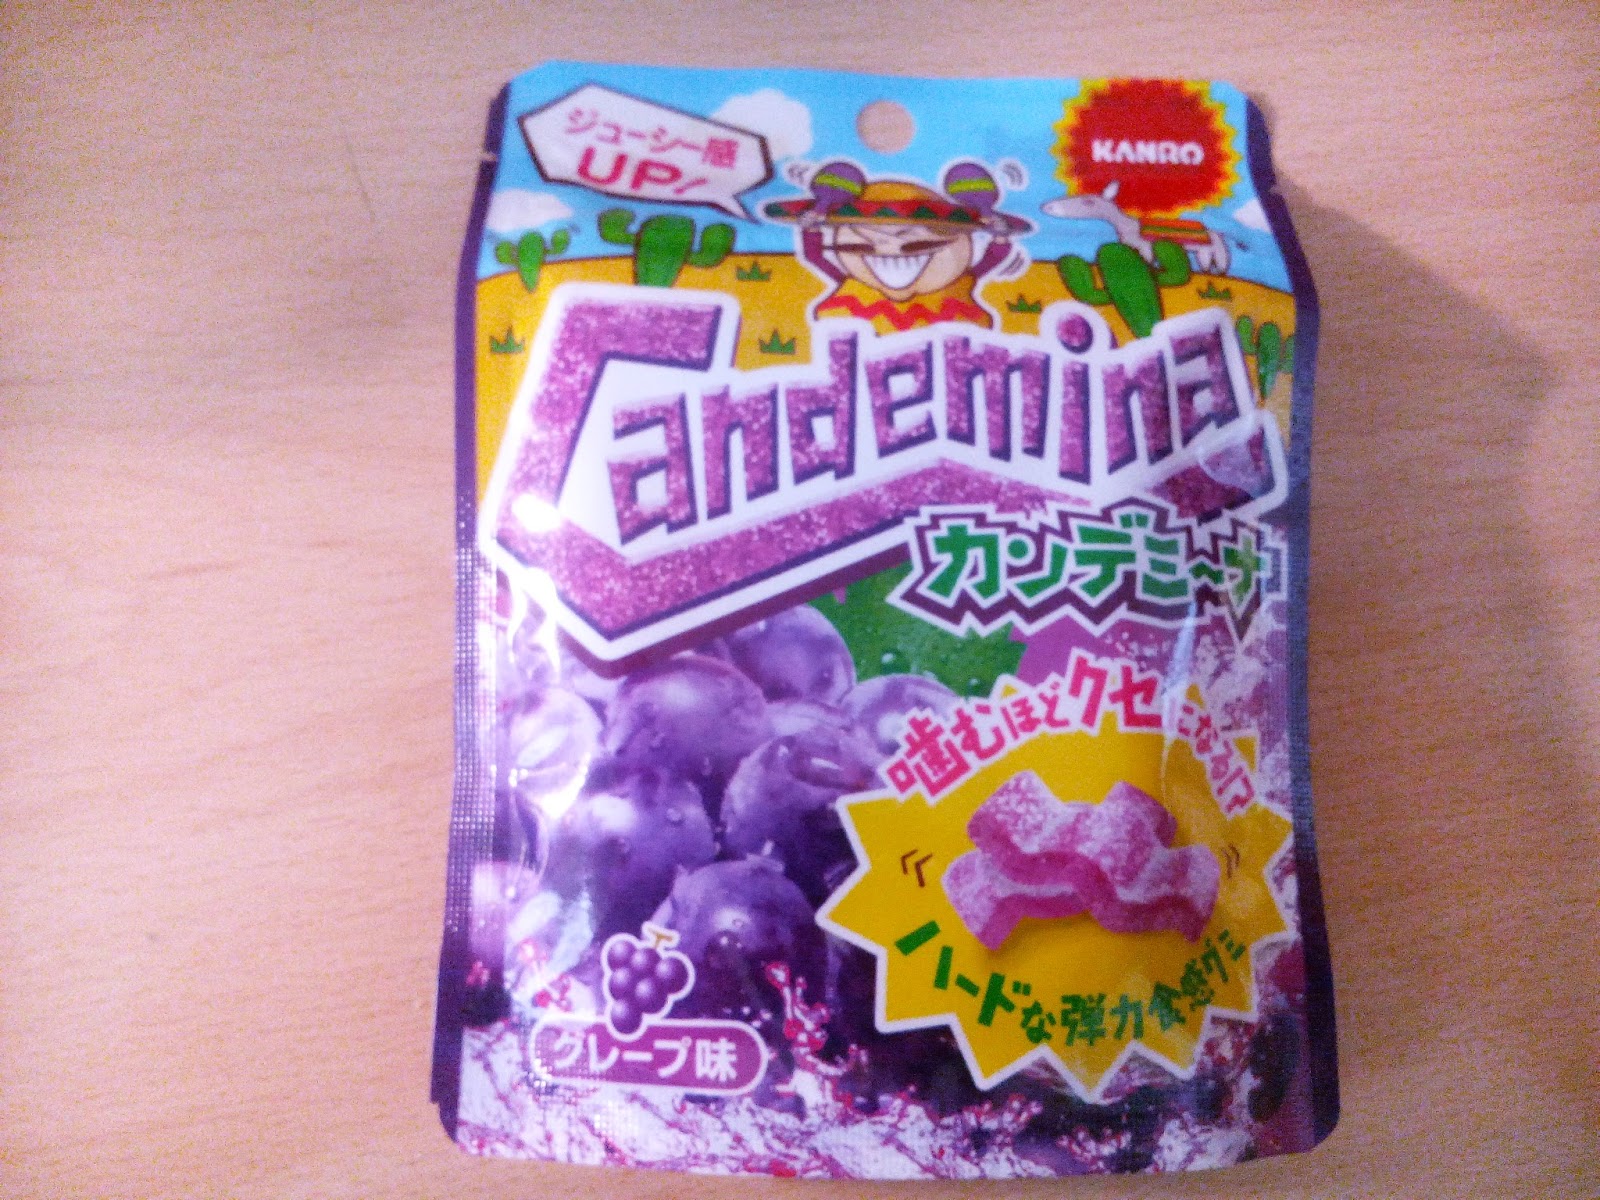 ジューシー感
UP!
KANRO
Candemina
カンデミーナ
噛むほどクセになる!?
ハードな弾力食感グミ
グレープ味